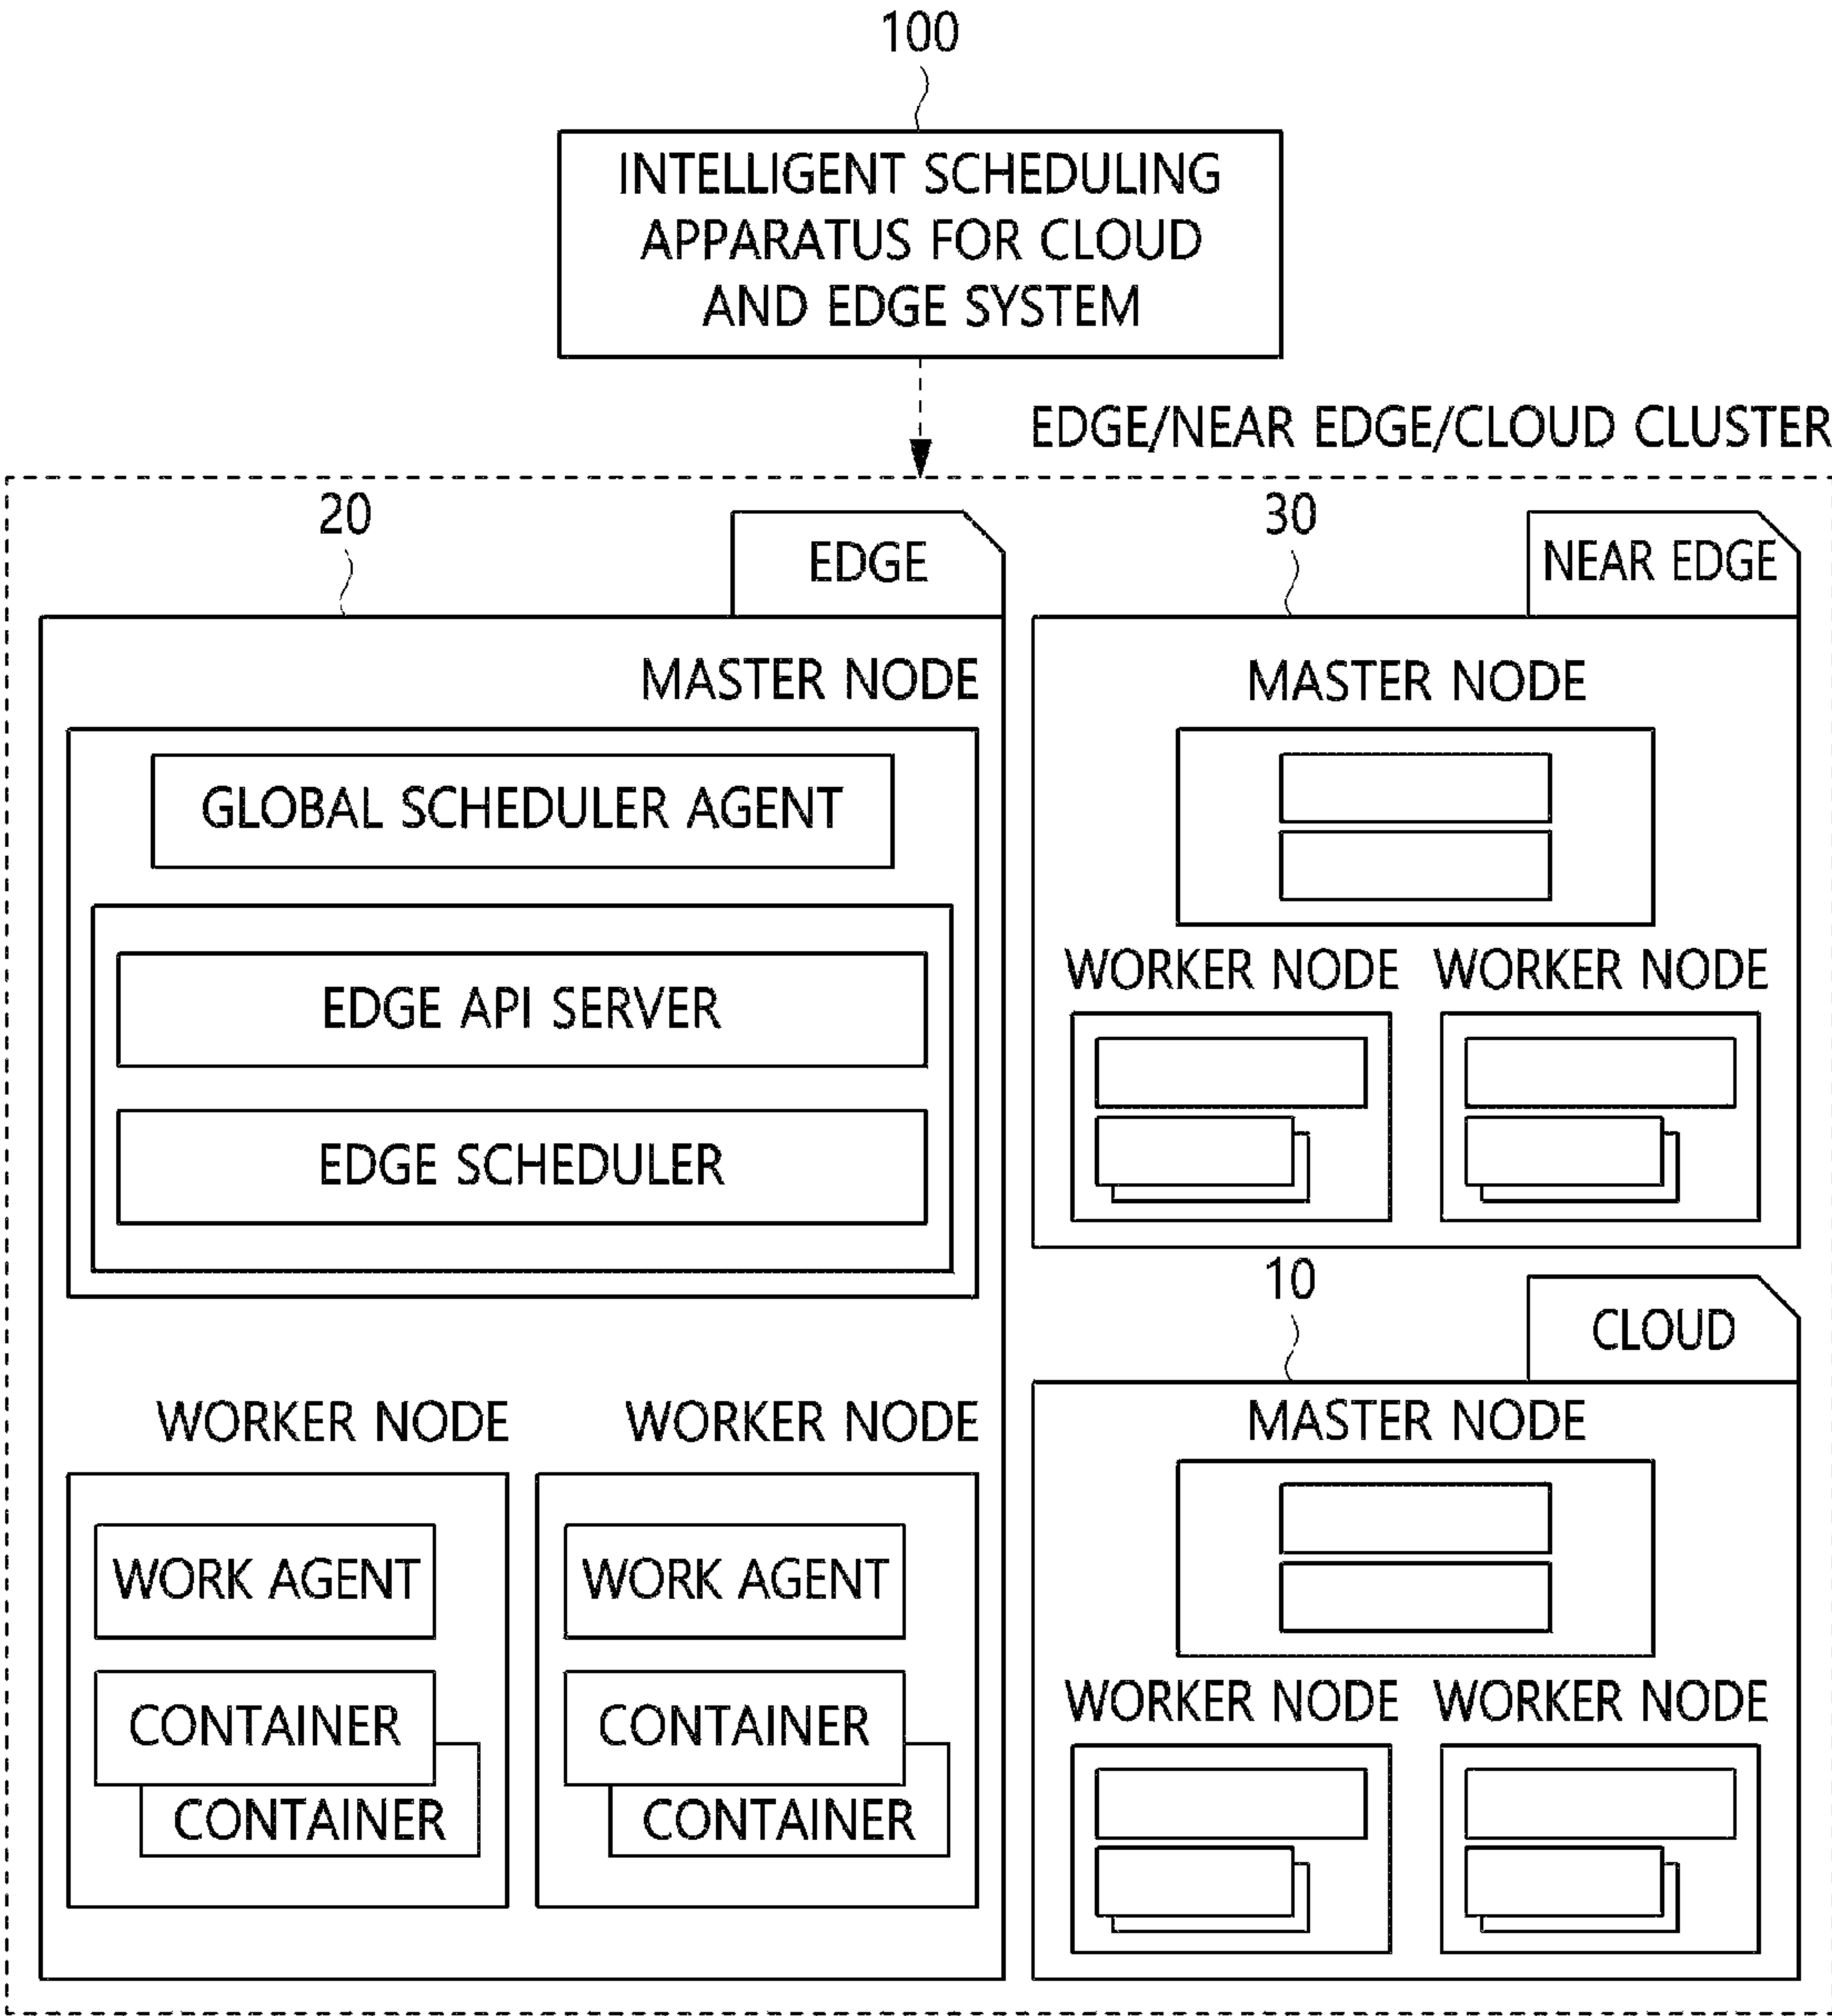 100
INTELLIGENT SCHEDULING
APPARATUS FOR CLOUD
AND EDGE SYSTEM
EDGE/NEAR EDGE/CLOUD CLUSTER
20
EDGE
MASTER NODE
GLOBAL SCHEDULER AGENT
EDGE API SERVER
EDGE SCHEDULER
WORKER NODE
WORKER NODE
WORK AGENT
CONTAINER
CONTAINER
WORK AGENT
CONTAINER
CONTAINER
30
NEAR EDGE
MASTER NODE
WORKER NODE
WORKER NODE
10
CLOUD
MASTER NODE
WORKER NODE
WORKER NODE